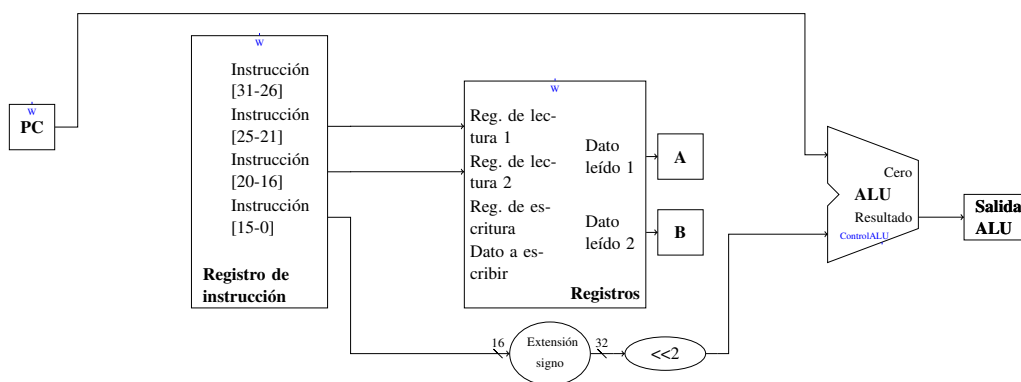 W
PC
W
Instrucción
[31-26]
Instrucción
[25-21]
Instrucción
[20-16]
Instrucción
[15-0]
Registro de
instrucción
W
Reg. de lec-
tura 1
Reg. de lec-
tura 2
Reg. de es-
critura
Dato a es-
cribir
Dato
leído 1
Dato
leído 2
Registros
A
B
16
Extensión
signo
32
<<2
Cero
ALU
Resultado
ControlALU
Salida
ALU